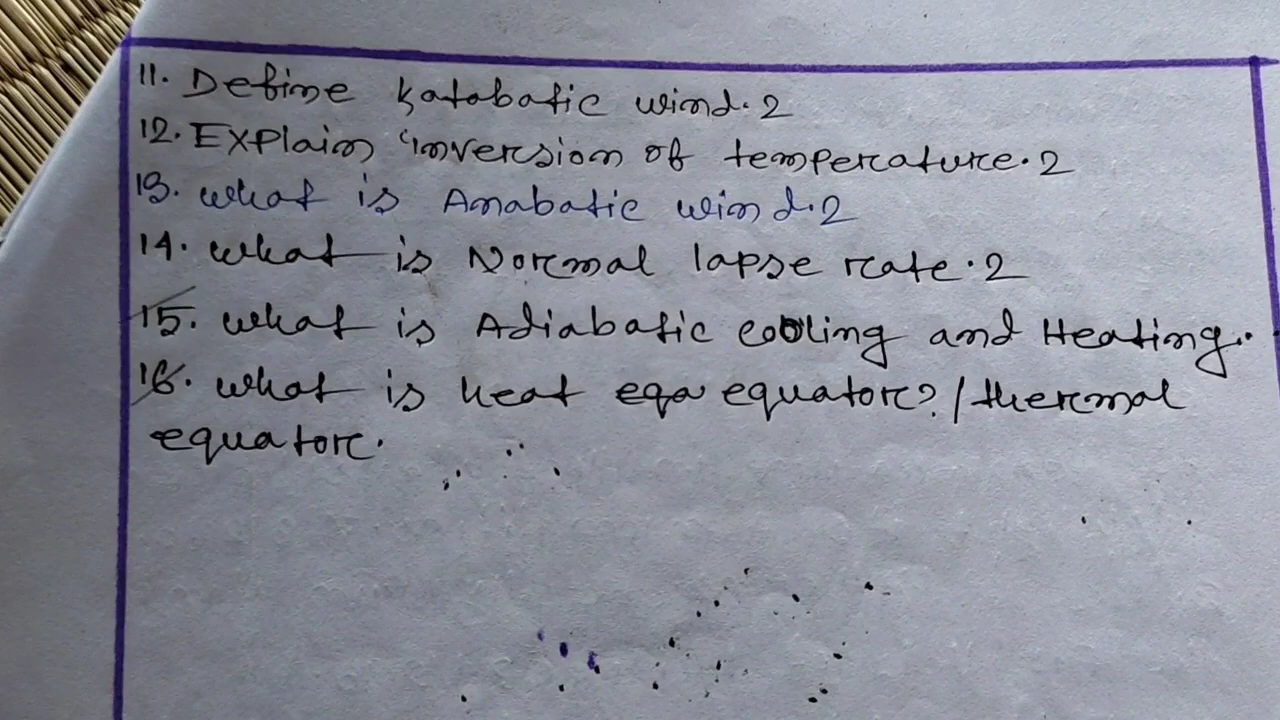 11. Define katabatic wind. 2
12. Explain inversion of temperature. 2
13. what is Anabatic wind. 2
14. what is Normal lapse rate. 2
15. what is Adiabatic cooling and Heating.
16. what is heat eqa equator? / thermal
equator.